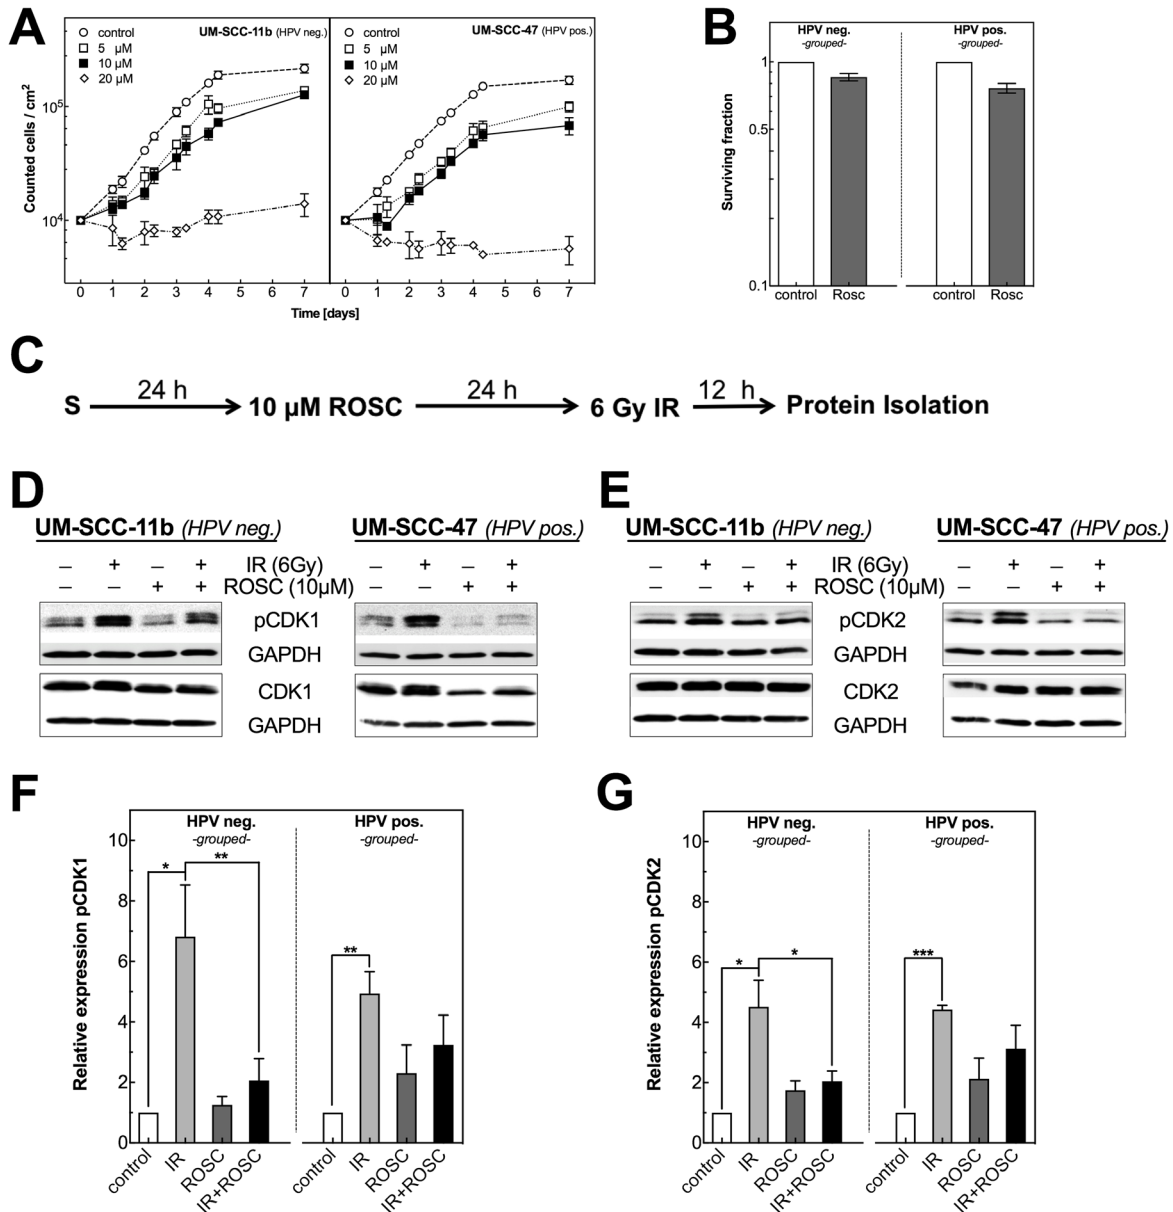 A
control
5 µM
10 µM
20 µM
UM-SCC-11b (HPV neg.)
control
5 µM
10 µM
20 µM
UM-SCC-47 (HPV pos.)
Counted cells / cm2
10^5
10^4
0 1 2 3 4 5 6 7
0 1 2 3 4 5 6 7
Time [days]
B
HPV neg.
-grouped-
HPV pos.
-grouped-
Surviving fraction
1
0.5
0.1
control Rosc
control Rosc
C
S 24 h 10 µM ROSC 24 h 6 Gy IR 12 h Protein Isolation
D
UM-SCC-11b (HPV neg.) UM-SCC-47 (HPV pos.)
– + – + IR (6Gy) – + – +
– – + + ROSC (10µM) – – + +
pCDK1
GAPDH
CDK1
GAPDH
E
UM-SCC-11b (HPV neg.) UM-SCC-47 (HPV pos.)
– + – + IR (6Gy) – + – +
– – + + ROSC (10µM) – – + +
pCDK2
GAPDH
CDK2
GAPDH
F
HPV neg.
-grouped-
HPV pos.
-grouped-
Relative expression pCDK1
10
8
6
4
2
0
*
**
**
control IR ROSC IR+ROSC
control IR ROSC IR+ROSC
G
HPV neg.
-grouped-
HPV pos.
-grouped-
Relative expression pCDK2
10
8
6
4
2
0
*
*
***
control IR ROSC IR+ROSC
control IR ROSC IR+ROSC